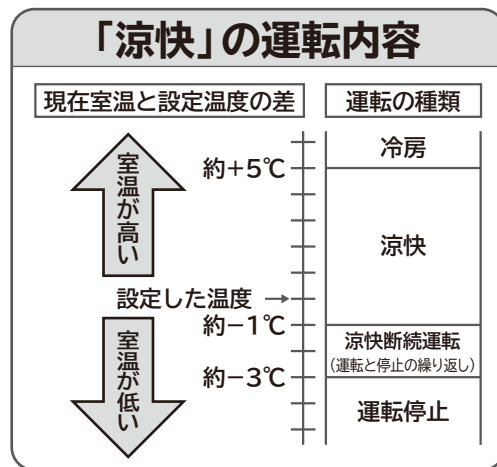 「涼快」の運転内容
現在室温と設定温度の差
運転の種類
室温が高い
約+5℃
冷房
涼快
設定した温度→
約-1℃
室温が低い
涼快断続運転
(運転と停止の繰り返し)
約-3℃
運転停止